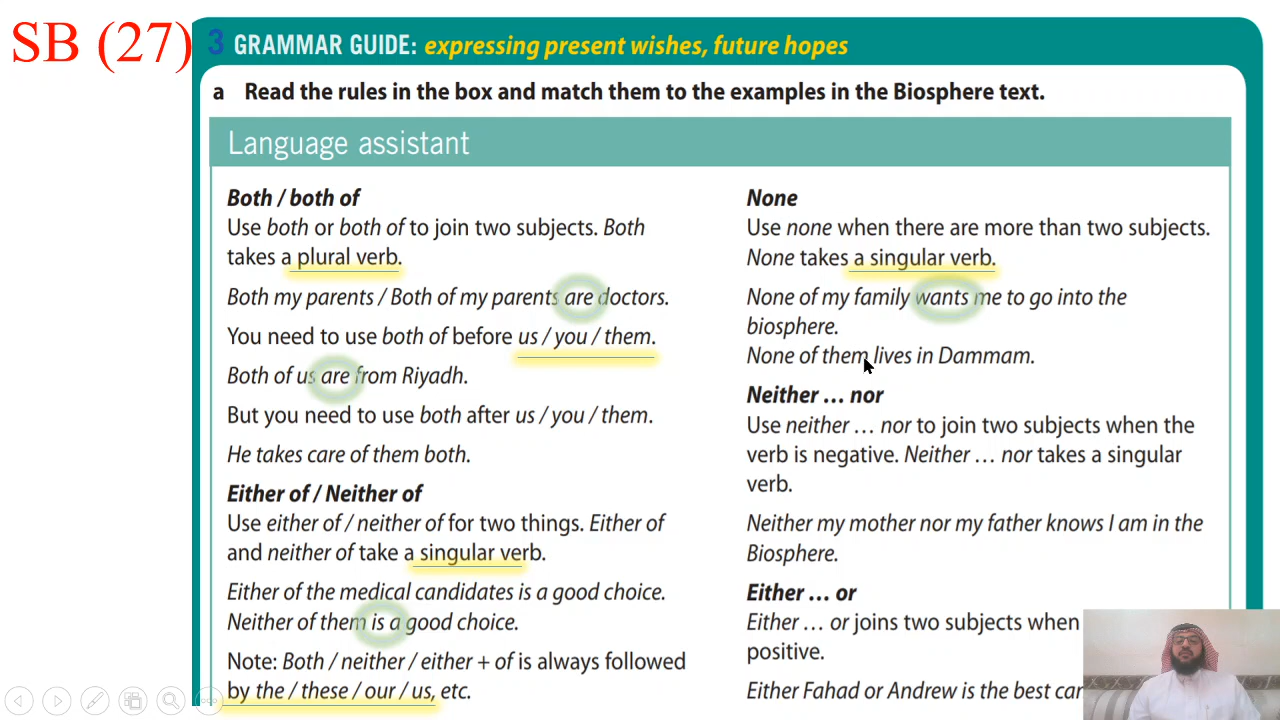 SB (27)
3 GRAMMAR GUIDE: expressing present wishes, future hopes
a Read the rules in the box and match them to the examples in the Biosphere text.
Language assistant
Both / both of
Use both or both of to join two subjects. Both
takes a plural verb.
Both my parents / Both of my parents are doctors.
You need to use both of before us / you / them.
Both of us are from Riyadh.
But you need to use both after us / you / them.
He takes care of them both.
Either of / Neither of
Use either of / neither of for two things. Either of
and neither of take a singular verb.
Either of the medical candidates is a good choice.
Neither of them is a good choice.
Note: Both / neither / either + of is always followed
by the / these / our / us, etc.
None
Use none when there are more than two subjects.
None takes a singular verb.
None of my family wants me to go into the
biosphere.
None of them lives in Dammam.
Neither ... nor
Use neither ... nor to join two subjects when the
verb is negative. Neither ... nor takes a singular
verb.
Neither my mother nor my father knows I am in the
Biosphere.
Either ... or
Either ... or joins two subjects when
positive.
Either Fahad or Andrew is the best